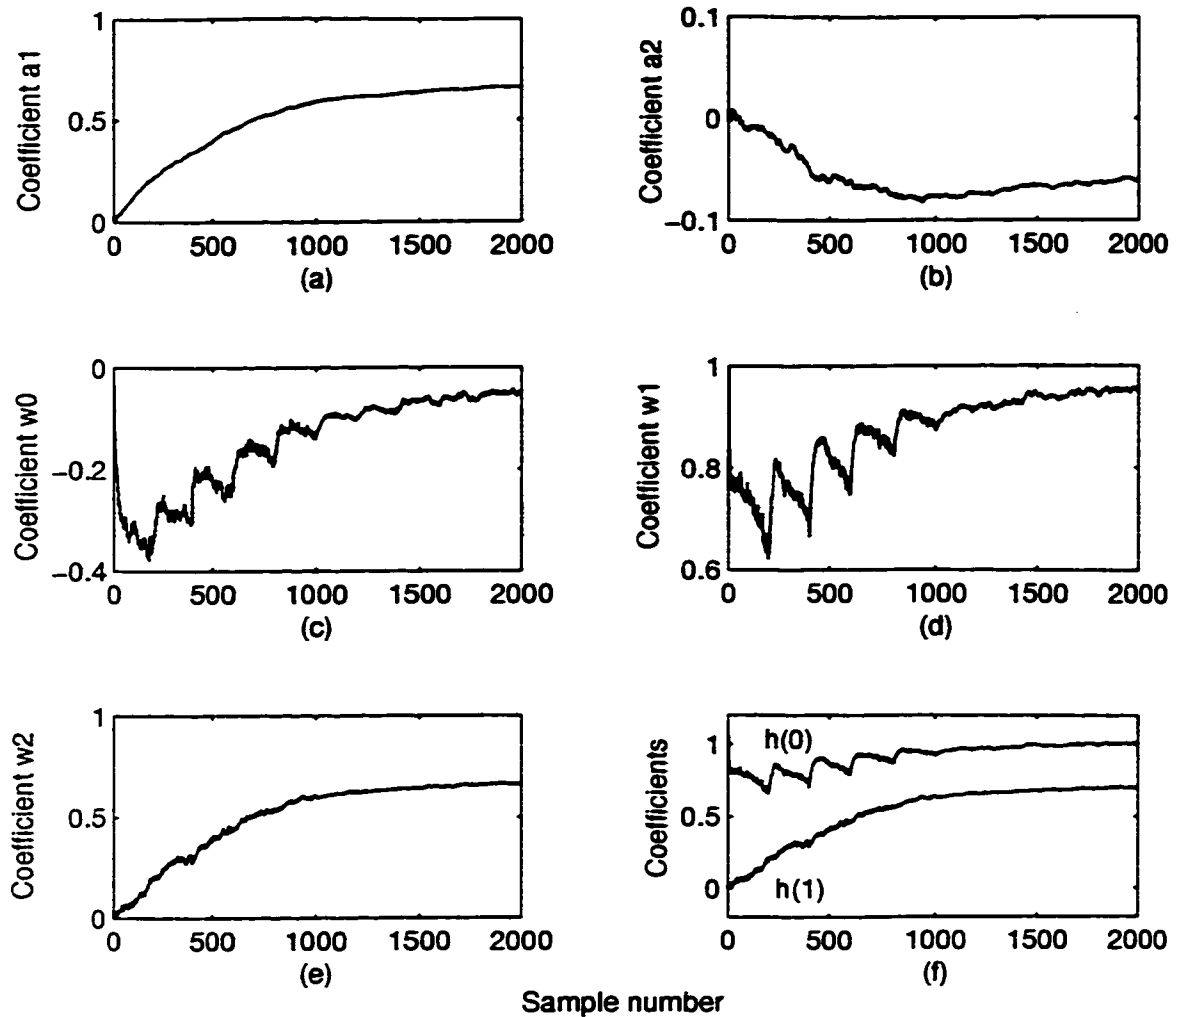 1
0.5
0
Coefficient a1
0 500 1000 1500 2000
(a)
0.1
0
−0.1
Coefficient a2
0 500 1000 1500 2000
(b)
0
−0.2
−0.4
Coefficient w0
0 500 1000 1500 2000
(c)
1
0.8
0.6
Coefficient w1
0 500 1000 1500 2000
(d)
1
0.5
0
Coefficient w2
0 500 1000 1500 2000
(e)
1
0.5
0
Coefficients
h(0)
h(1)
0 500 1000 1500 2000
(f)
Sample number